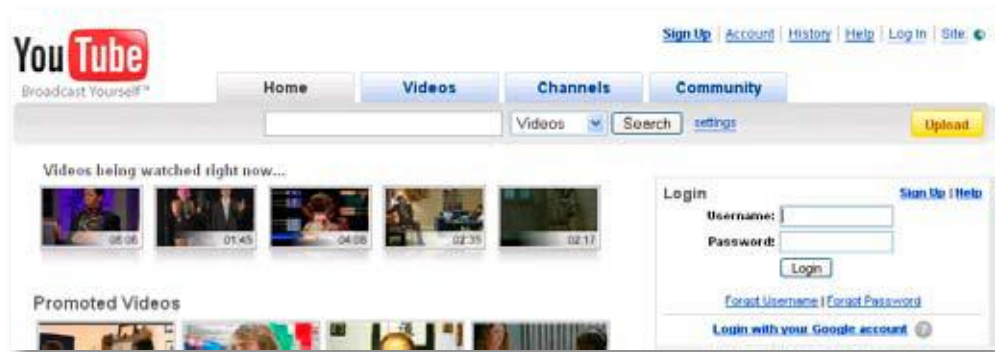 Sign Up | Account | History | Help | Log In | Site:
You Tube
Broadcast Yourself™
Home Videos Channels Community
Videos Search settings Upload
Videos being watched right now...
08:06 01:45 04:08 02:35 02:17
Login Sign Up | Help
Username:
Password:
Login
Forgot Username | Forgot Password
Login with your Google account ?
Promoted Videos